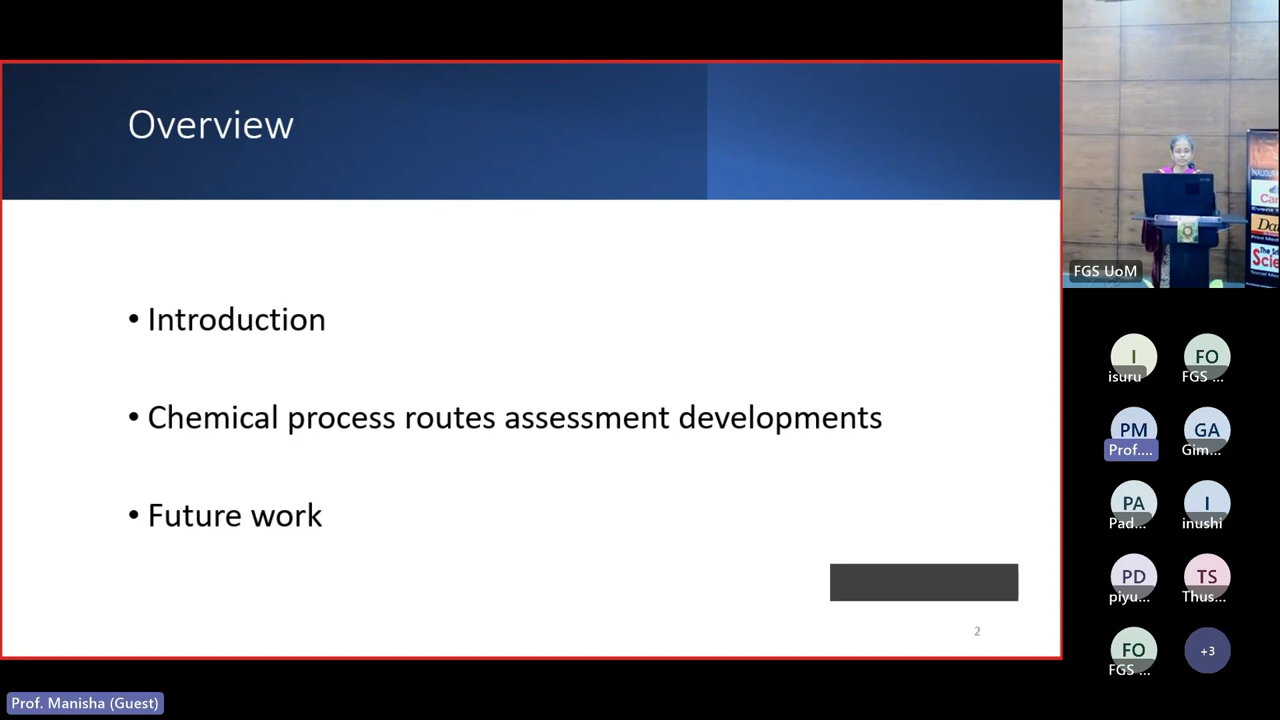 Overview
• Introduction
• Chemical process routes assessment developments
• Future work
2
Prof. Manisha (Guest)
FGS UoM
I
isuru
FO
FGS ...
PM
Prof....
GA
Gim...
PA
Pad...
I
inushi
PD
piyu...
TS
Thus...
FO
FGS ...
+3